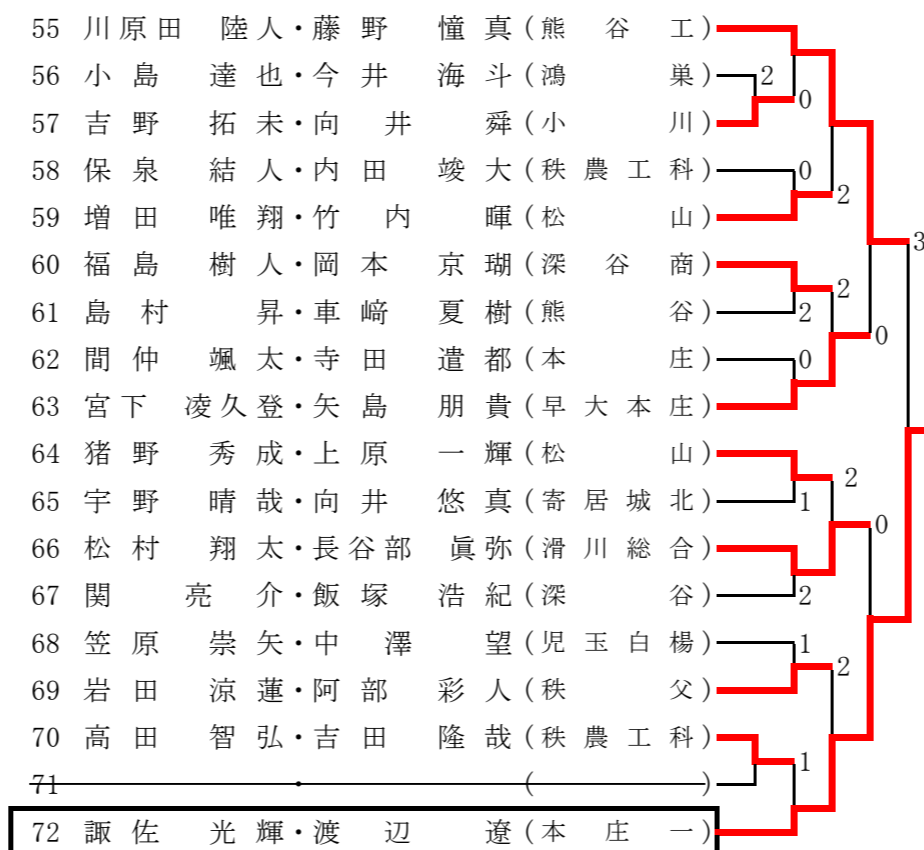 55 川原田 陸人・藤野 憧真(熊谷工)
56 小島 達也・今井 海斗(鴻巣) 2
0
57 吉野 拓未・向井 舜(小川)
58 保泉 結人・内田 竣大(秩農工科) 0
2
59 増田 唯翔・竹内 暉(松山)
3
60 福島 樹人・岡本 京瑚(深谷商)
2
61 島村 昇・車﨑 夏樹(熊谷) 2
0
62 間仲 颯太・寺田 遣都(本庄) 0
63 宮下 凌久登・矢島 朋貴(早大本庄)
64 猪野 秀成・上原 一輝(松山)
2
65 宇野 晴哉・向井 悠真(寄居城北) 1
0
66 松村 翔太・長谷部 眞弥(滑川総合)
67 関 亮介・飯塚 浩紀(深谷) 2
68 笠原 崇矢・中澤 望(児玉白楊) 1
2
69 岩田 涼蓮・阿部 彩人(秩父)
70 高田 智弘・吉田 隆哉(秩農工科)
1
71 ・ ( )
72 諏佐 光輝・渡辺 遼(本庄一)